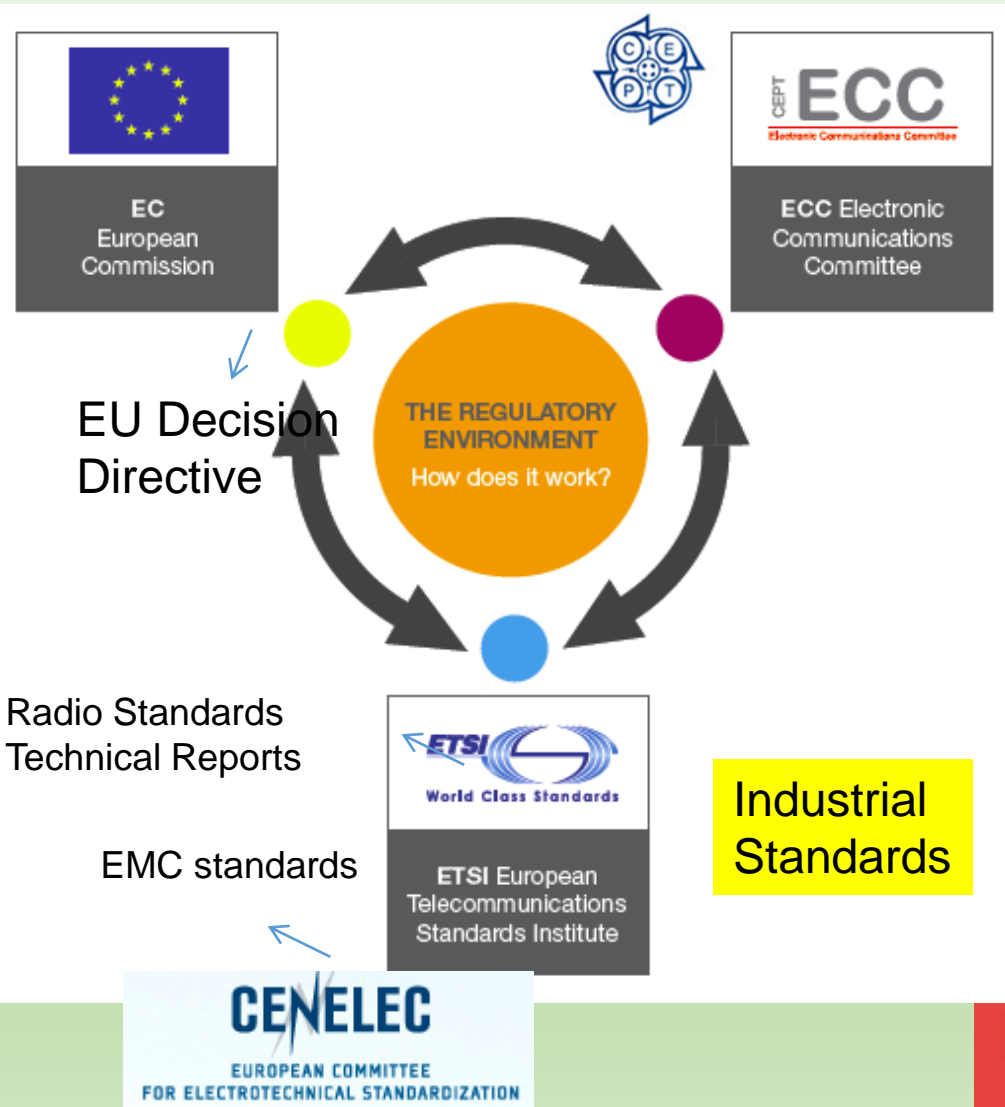 C E
P T
CEPT
ECC
Electronic Communications Committee
EC
European
Commission
ECC Electronic
Communications
Committee
EU Decision
Directive
THE REGULATORY
ENVIRONMENT
How does it work?
Radio Standards
Technical Reports
ETSI
World Class Standards
Industrial
Standards
EMC standards
ETSI European
Telecommunications
Standards Institute
CENELEC
EUROPEAN COMMITTEE
FOR ELECTROTECHNICAL STANDARDIZATION